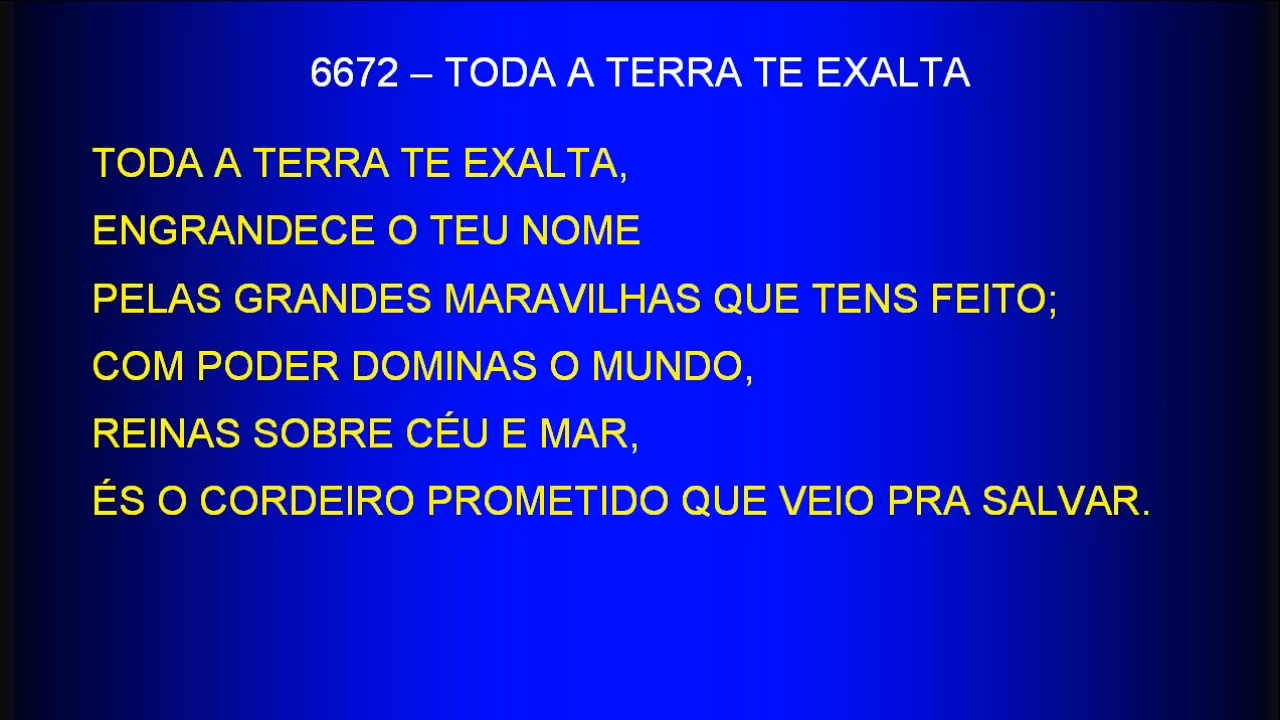 6672 – TODA A TERRA TE EXALTA
TODA A TERRA TE EXALTA,
ENGRANDECE O TEU NOME
PELAS GRANDES MARAVILHAS QUE TENS FEITO;
COM PODER DOMINAS O MUNDO,
REINAS SOBRE CÉU E MAR,
ÉS O CORDEIRO PROMETIDO QUE VEIO PRA SALVAR.